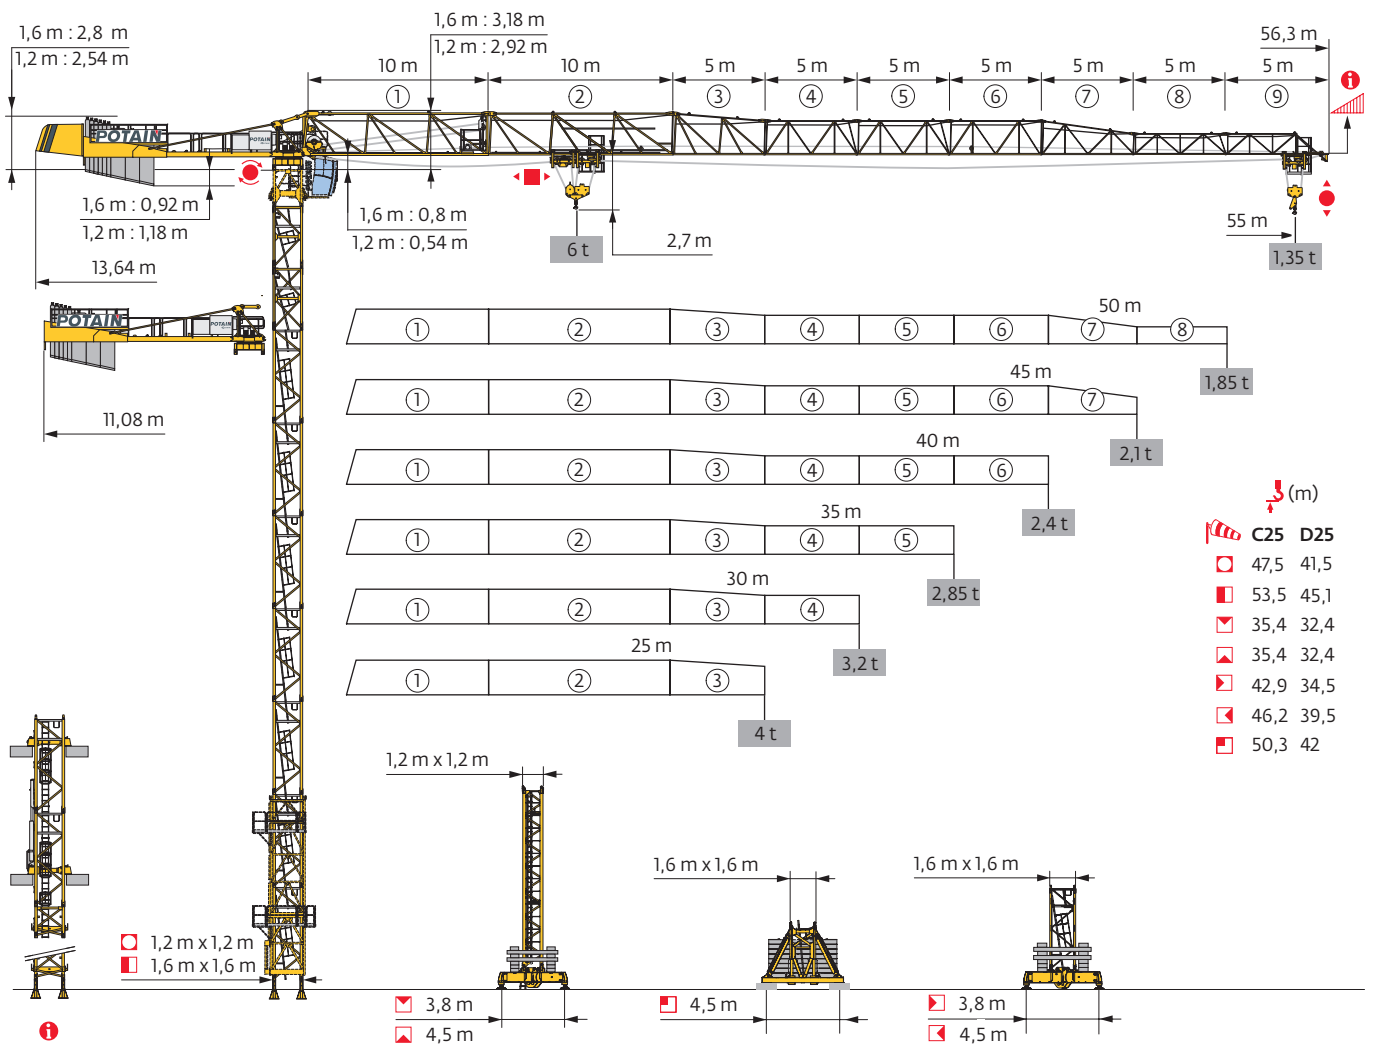 1,6 m : 2,8 m
1,2 m : 2,54 m
1,6 m : 3,18 m
1,2 m : 2,92 m
56,3 m
10 m
10 m
5 m
5 m
5 m
5 m
5 m
5 m
5 m
1
2
3
4
5
6
7
8
9
i
POTAIN
POTAIN
1,6 m : 0,92 m
1,2 m : 1,18 m
1,6 m : 0,8 m
1,2 m : 0,54 m
6 t
2,7 m
55 m
1,35 t
13,64 m
POTAIN
POTAIN
11,08 m
50 m
1
2
3
4
5
6
7
8
1,85 t
45 m
1
2
3
4
5
6
7
2,1 t
40 m
1
2
3
4
5
6
2,4 t
35 m
1
2
3
4
5
2,85 t
30 m
1
2
3
4
3,2 t
25 m
1
2
3
4 t
(m)
C25 D25
47,5 41,5
53,5 45,1
35,4 32,4
35,4 32,4
42,9 34,5
46,2 39,5
50,3 42
1,2 m x 1,2 m
1,6 m x 1,6 m
1,6 m x 1,6 m
1,2 m x 1,2 m
1,6 m x 1,6 m
3,8 m
4,5 m
4,5 m
3,8 m
4,5 m
i